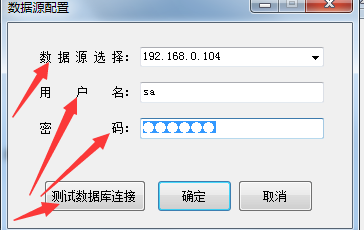 数据源配置
数据源选择： 192.168.0.104
用户名： sa
密码： ●●●●●●
测试数据库连接 确定 取消